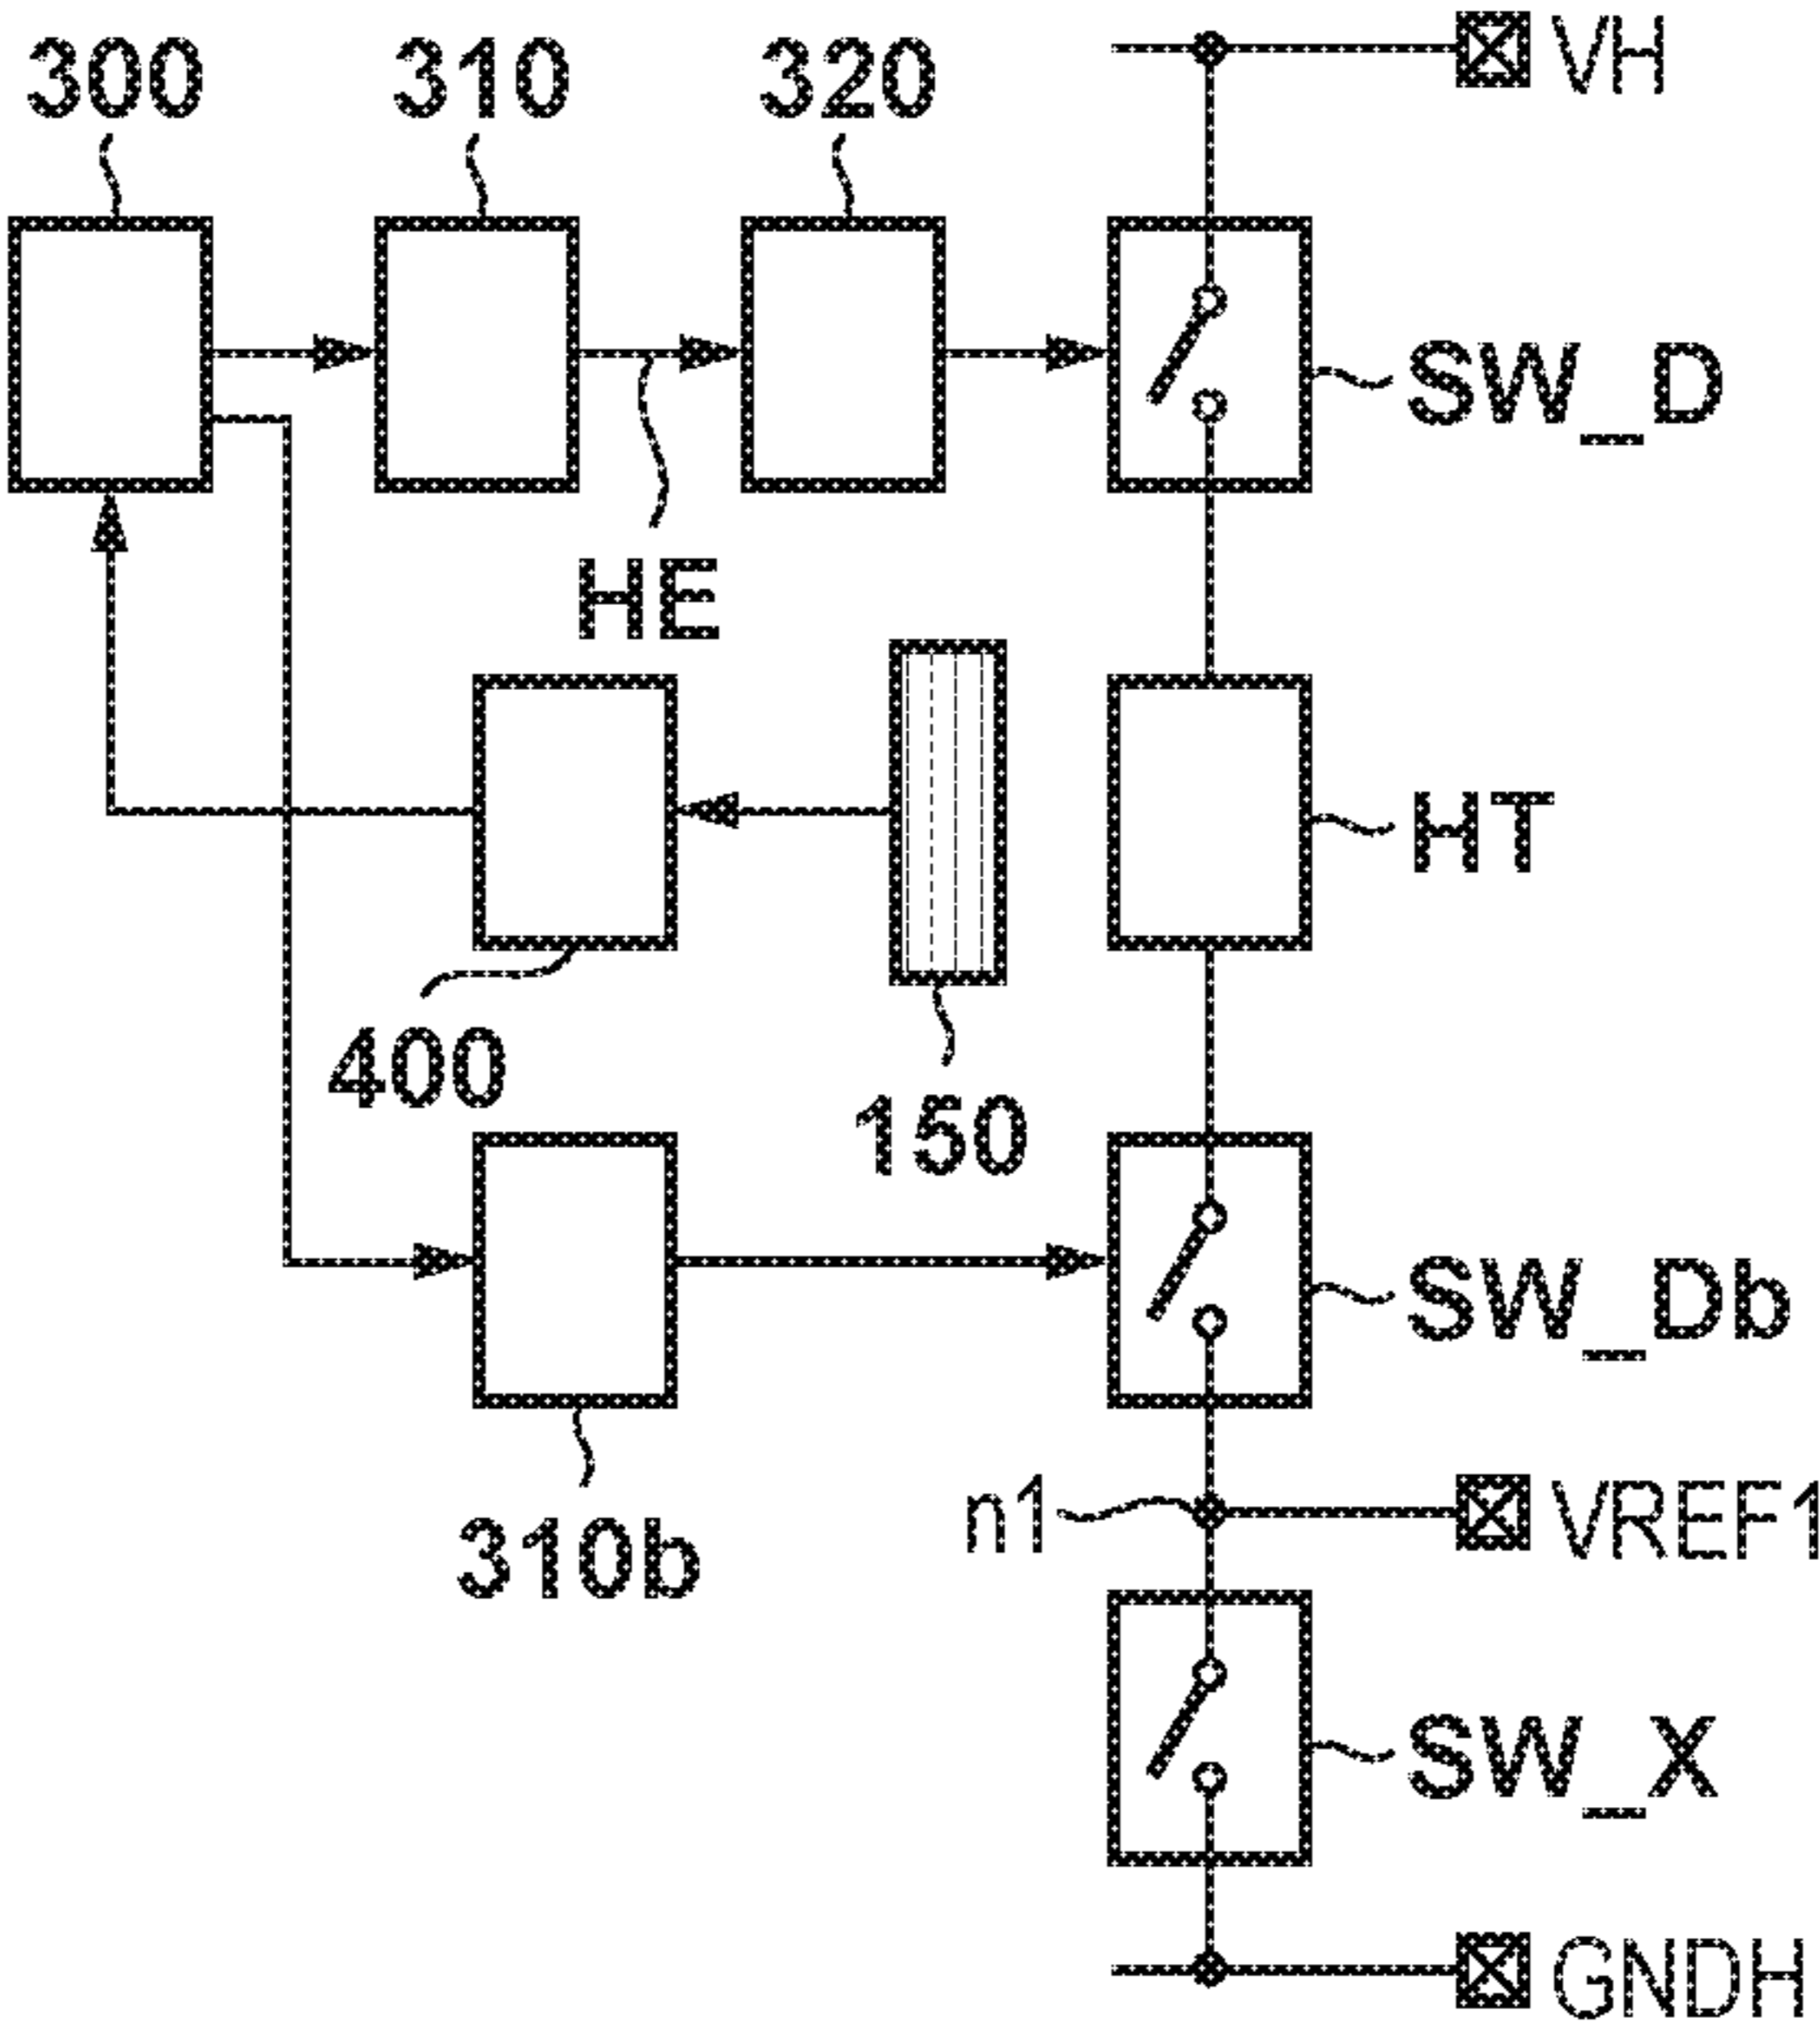 300
310
320
VH
SW_D
HE
HT
400
150
SW_Db
310b
n1
VREF1
SW_X
GNDH